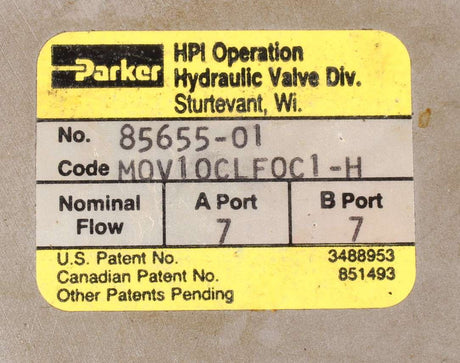 Parker
HPI Operation
Hydraulic Valve Div.
Sturtevant, Wi.
No. 85655-01
Code MOV10CLF0C1-H
Nominal Flow
A Port
7
B Port
7
U.S. Patent No. 3488953
Canadian Patent No. 851493
Other Patents Pending